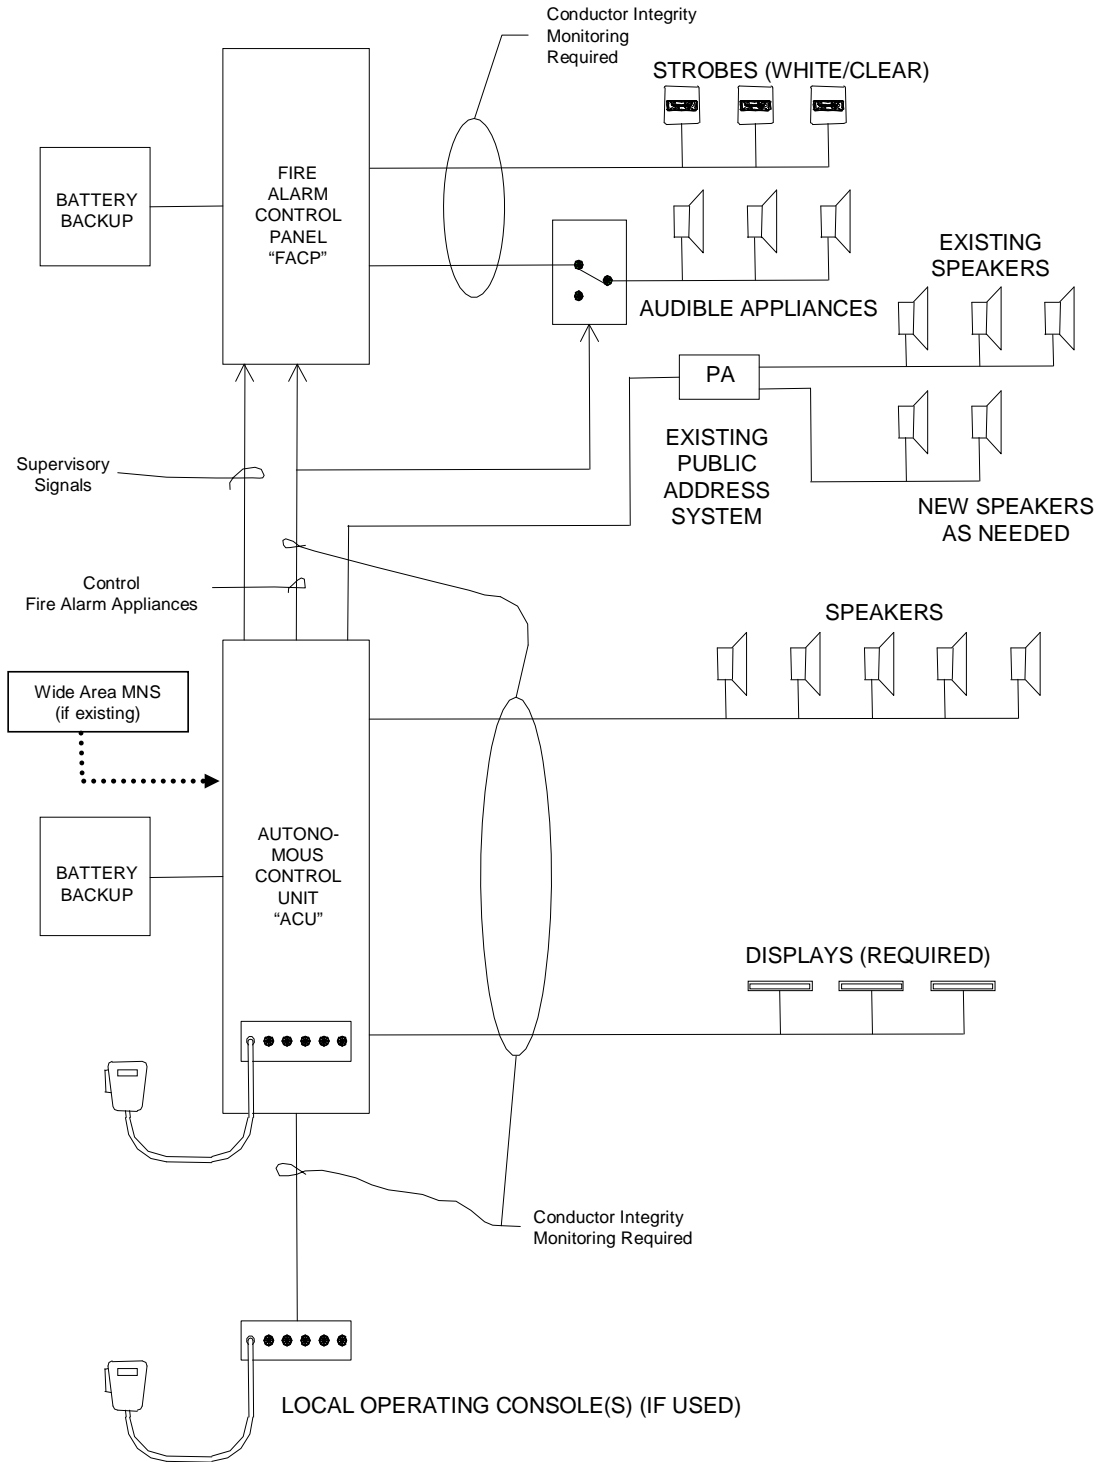 Conductor Integrity
Monitoring
Required
STROBES (WHITE/CLEAR)
BATTERY
BACKUP
FIRE
ALARM
CONTROL
PANEL
“FACP”
EXISTING
SPEAKERS
AUDIBLE APPLIANCES
PA
EXISTING
PUBLIC
ADDRESS
SYSTEM
Supervisory
Signals
NEW SPEAKERS
AS NEEDED
Control
Fire Alarm Appliances
SPEAKERS
Wide Area MNS
(if existing)
BATTERY
BACKUP
AUTONO-
MOUS
CONTROL
UNIT
“ACU”
DISPLAYS (REQUIRED)
Conductor Integrity
Monitoring Required
LOCAL OPERATING CONSOLE(S) (IF USED)